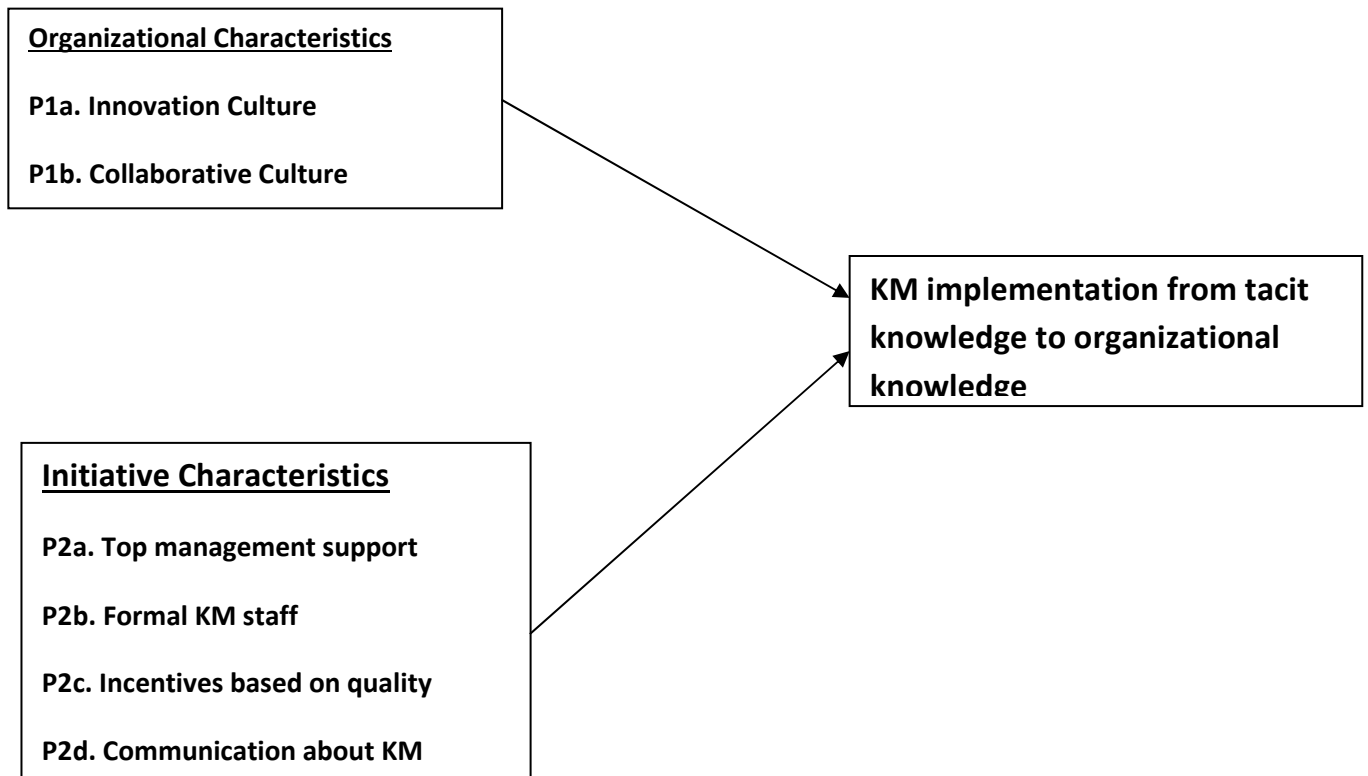 Organizational Characteristics
P1a. Innovation Culture
P1b. Collaborative Culture
KM implementation from tacit
knowledge to organizational
knowledge
Initiative Characteristics
P2a. Top management support
P2b. Formal KM staff
P2c. Incentives based on quality
P2d. Communication about KM